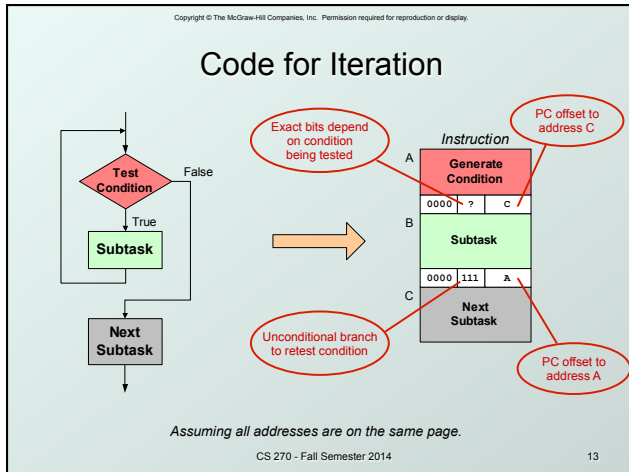 Copyright © The McGraw-Hill Companies, Inc. Permission required for reproduction or display.
Code for Iteration
Test
Condition
False
True
Subtask
Next
Subtask
Exact bits depend
on condition
being tested
Instruction
PC offset to
address C
A
Generate
Condition
0000 ? C
B
Subtask
0000 111 A
C
Next
Subtask
Unconditional branch
to retest condition
PC offset to
address A
Assuming all addresses are on the same page.
CS 270 - Fall Semester 2014
13